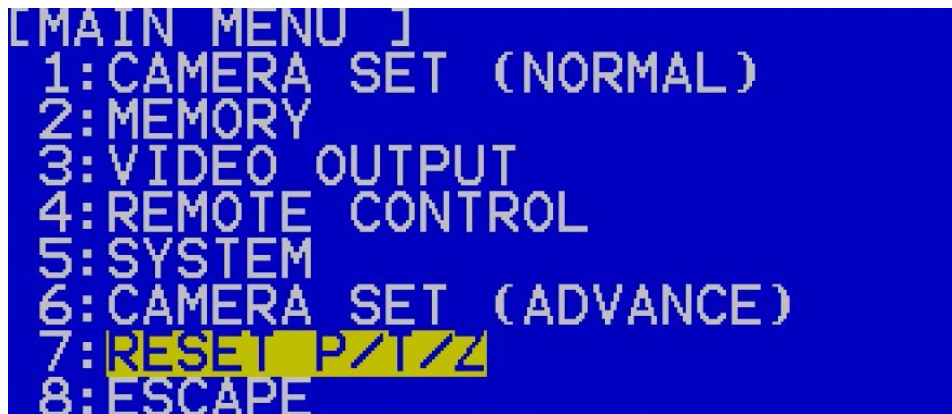 [MAIN MENU ]
1:CAMERA SET (NORMAL)
2:MEMORY
3:VIDEO OUTPUT
4:REMOTE CONTROL
5:SYSTEM
6:CAMERA SET (ADVANCE)
7:RESET P/T/Z
8:ESCAPE